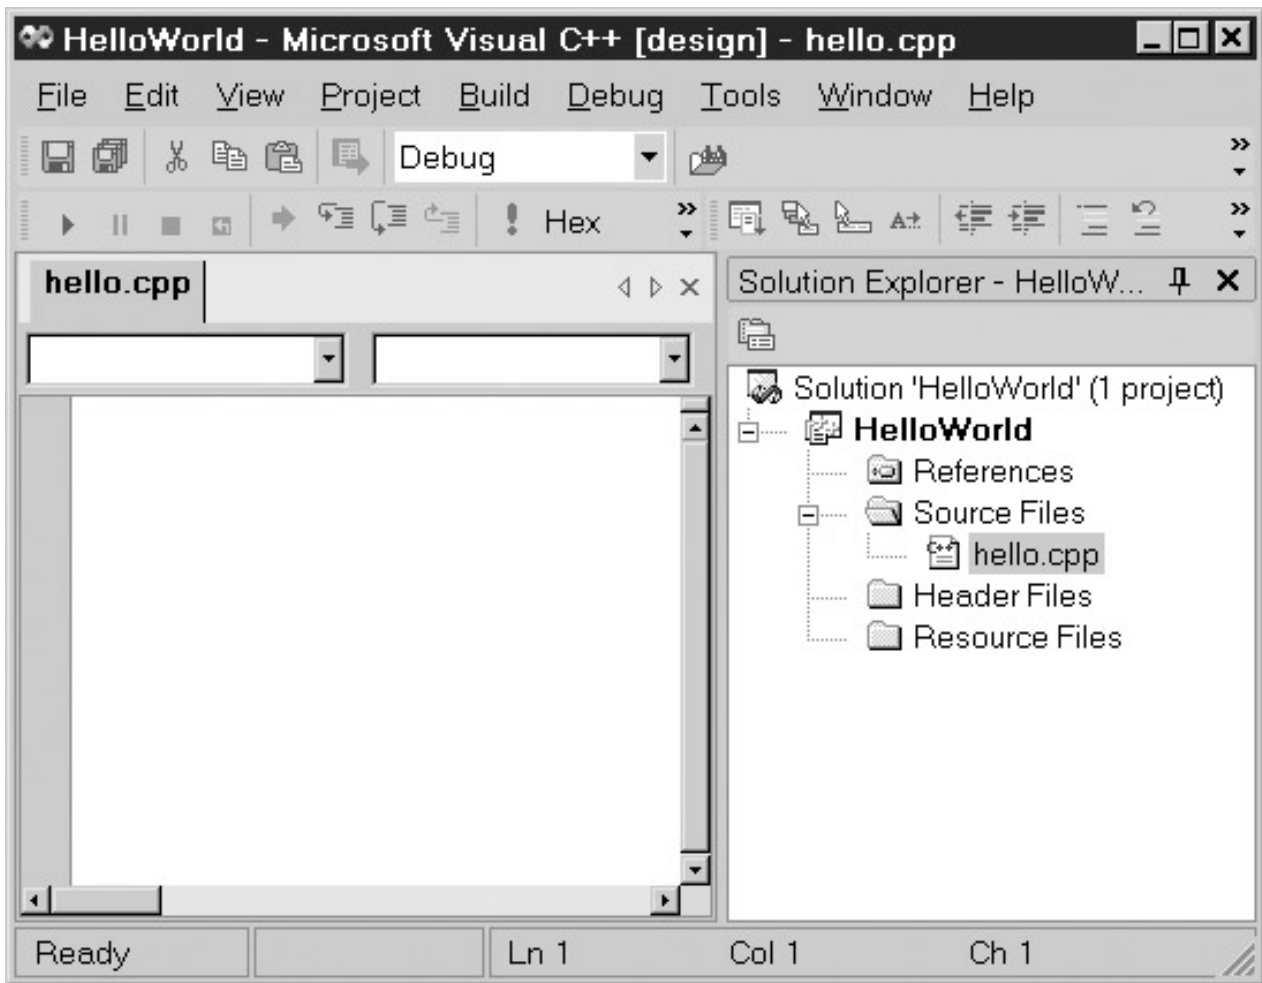 HelloWorld - Microsoft Visual C++ [design] - hello.cpp
File Edit View Project Build Debug Tools Window Help
Debug
Hex
hello.cpp
Solution Explorer - HelloW...
Solution 'HelloWorld' (1 project)
HelloWorld
References
Source Files
hello.cpp
Header Files
Resource Files
Ready Ln 1 Col 1 Ch 1